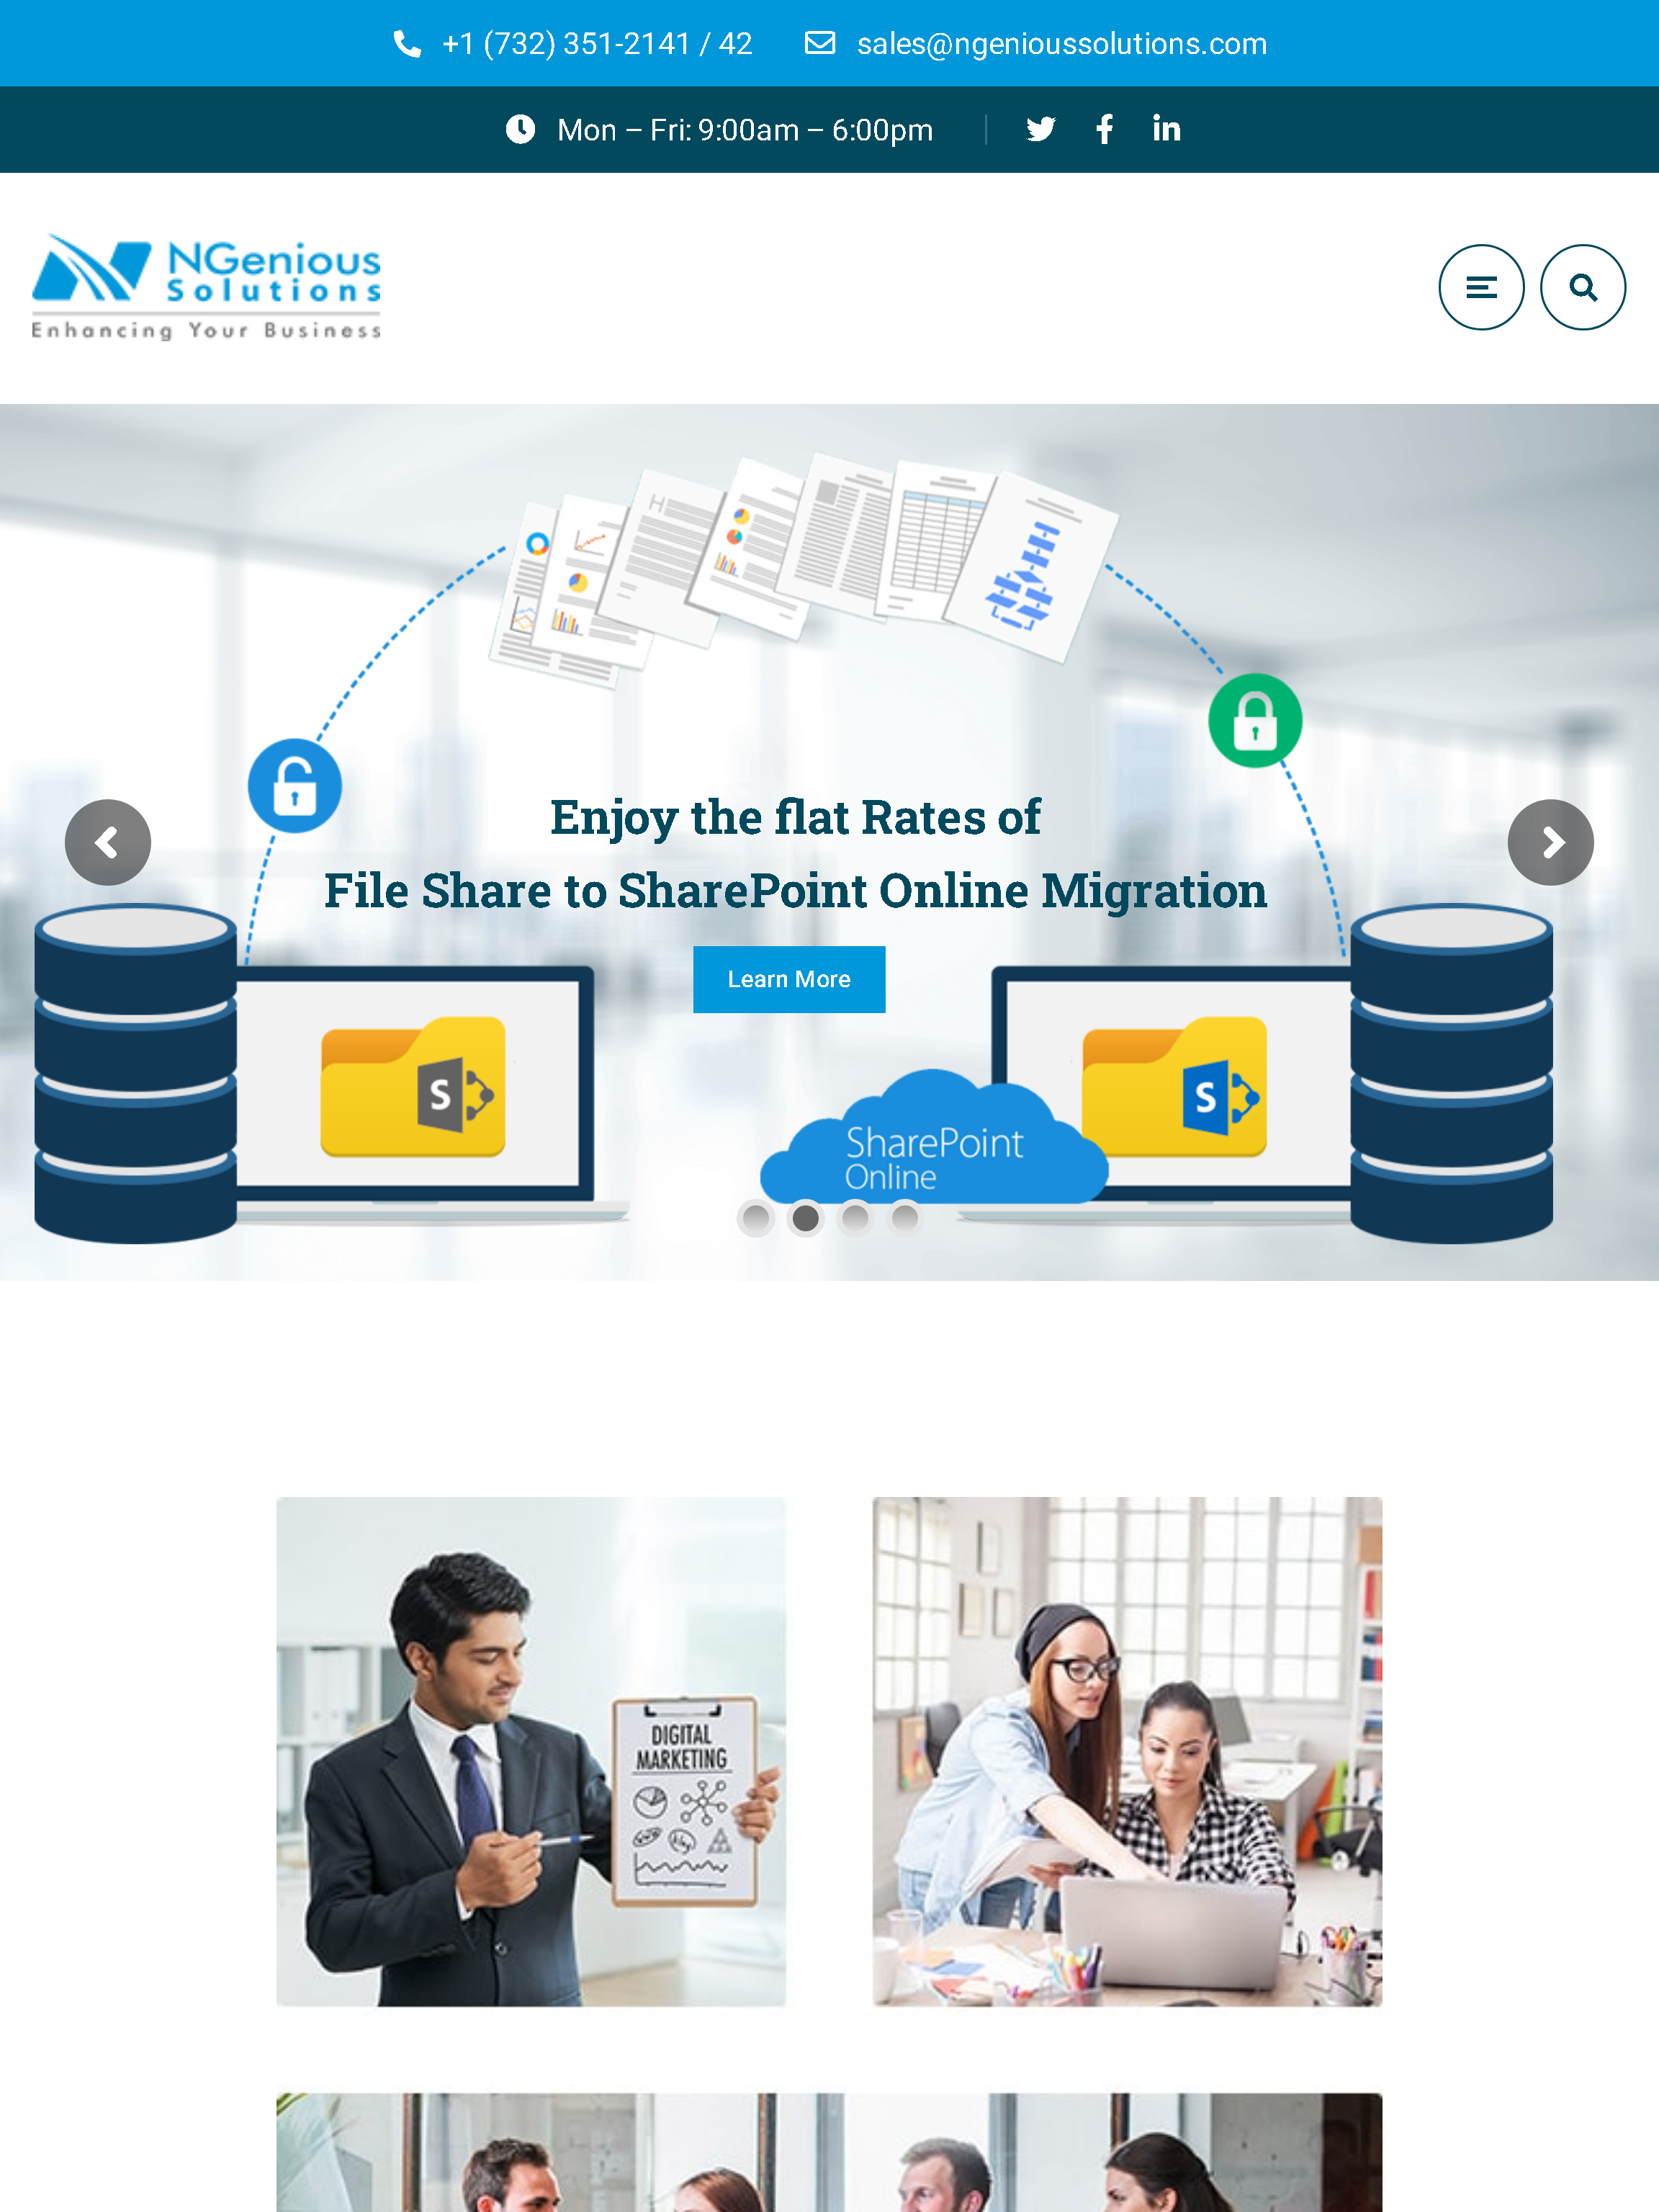 +1 (732) 351-2141 / 42
sales@ngenioussolutions.com
Mon – Fri: 9:00am – 6:00pm
NGenious
Solutions
Enhancing Your Business
H
Enjoy the flat Rates of
File Share to SharePoint Online Migration
Learn More
S
S
SharePoint
Online
DIGITAL
MARKETING